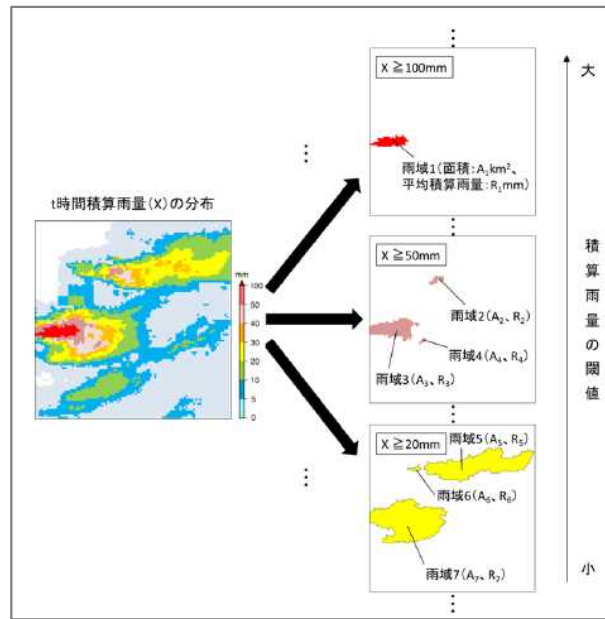 ⋮
X ≧100mm
大
⋮
雨域1(面積:A₁km²、
平均積算雨量:R₁mm)
t時間積算雨量(X)の分布
⋮
X ≧50mm
mm
100
50
40
30
20
10
5
0
雨域2(A₂、R₂)
雨域4(A₄、R₄)
雨域3(A₃、R₃)
積算雨量の閾値
⋮
X ≧20mm
雨域5(A₅、R₅)
雨域6(A₆、R₆)
⋮
雨域7(A₇、R₇)
小
⋮